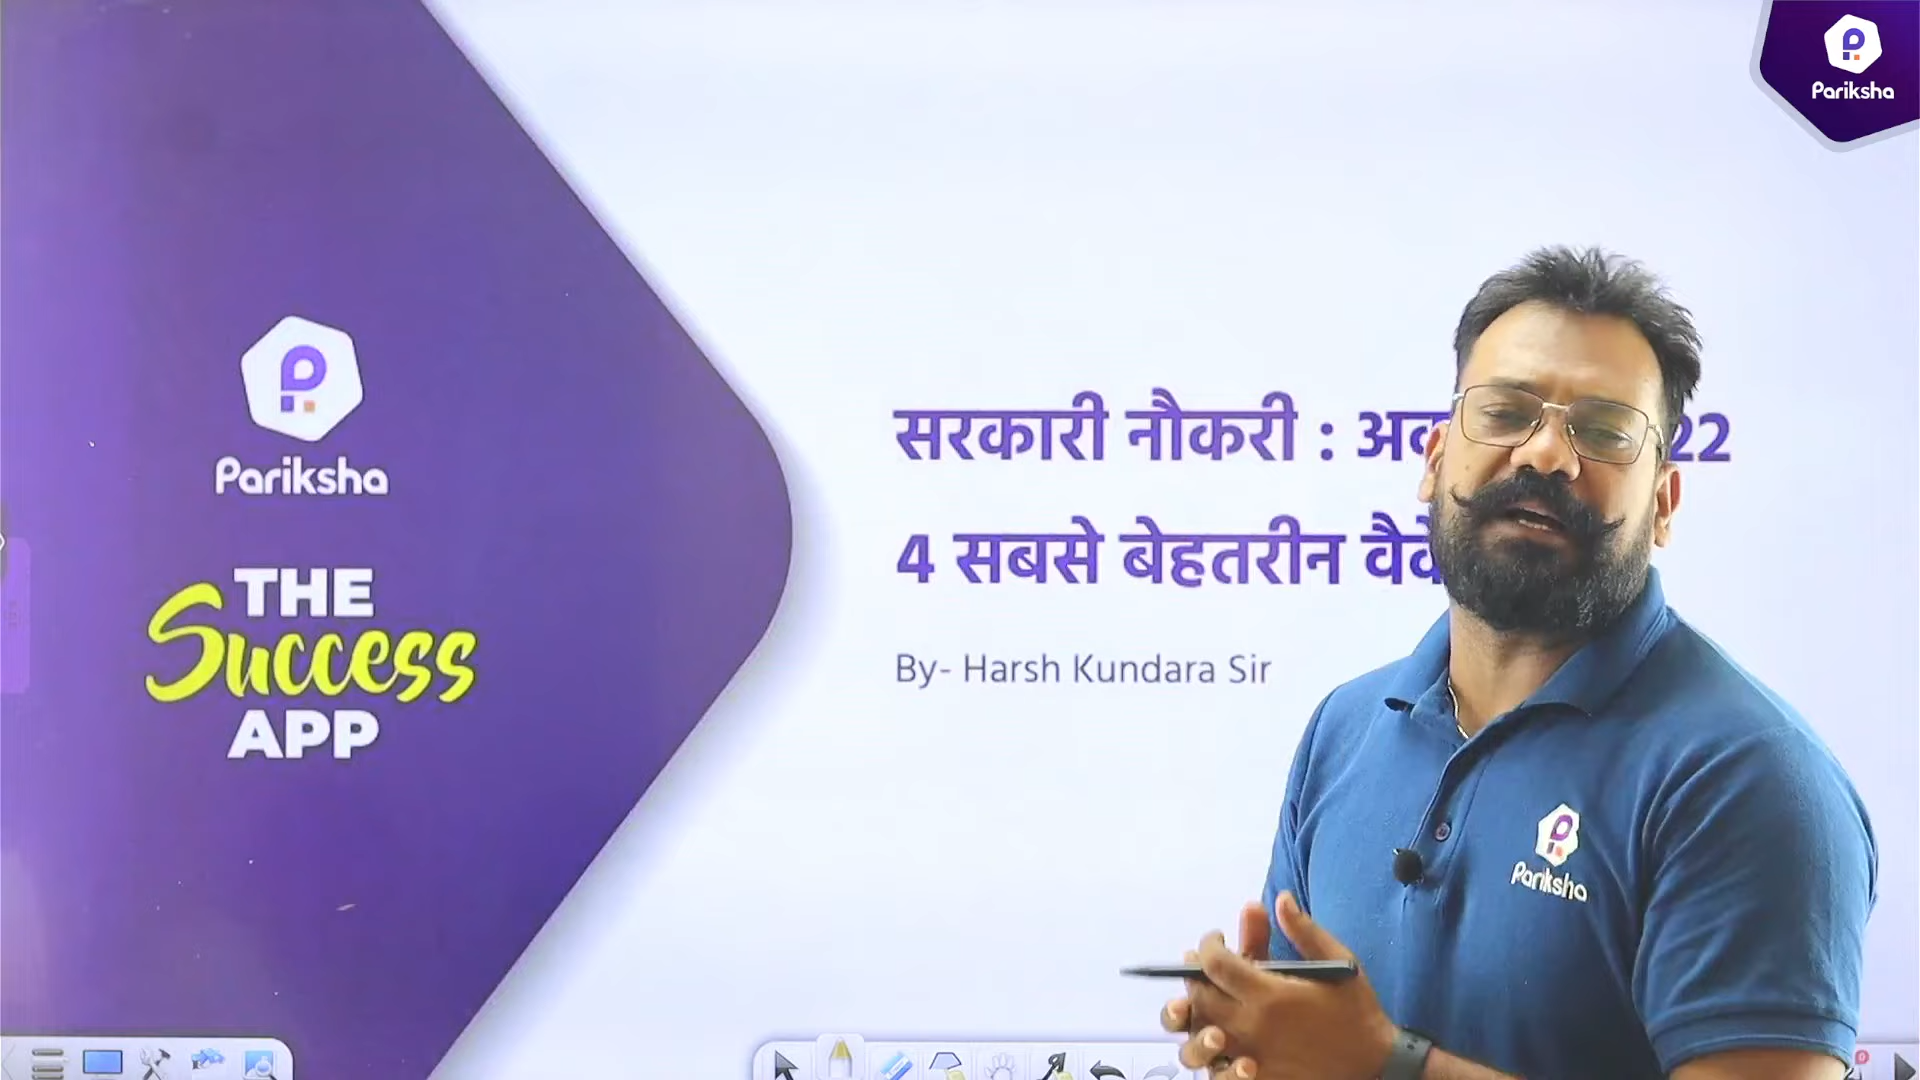 Pariksha
Pariksha
THE
Success
APP
सरकारी नौकरी : 22
4 सबसे बेहतरीन
By- Harsh Kundara Sir
Pariksha